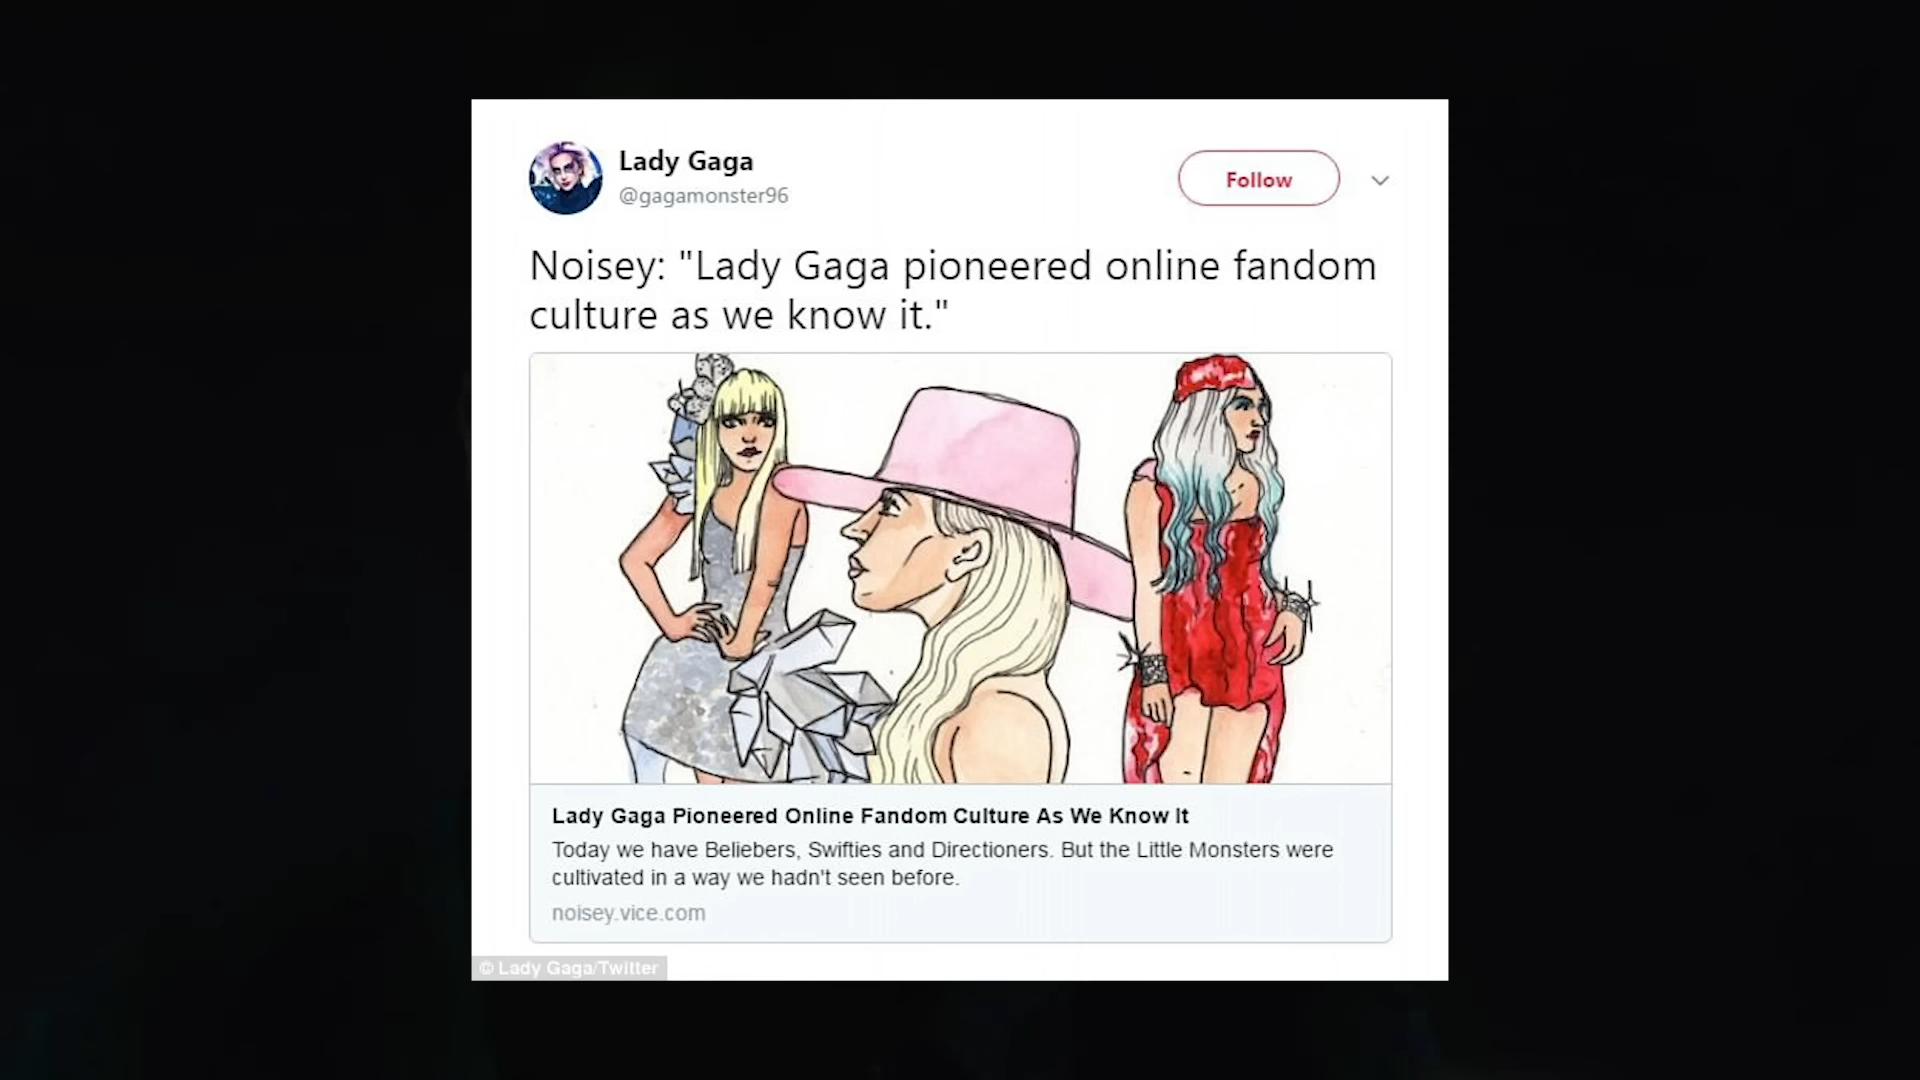 Lady Gaga
@gagamonster96
Follow
Noisey: "Lady Gaga pioneered online fandom
culture as we know it."
Lady Gaga Pioneered Online Fandom Culture As We Know It
Today we have Beliebers, Swifties and Directioners. But the Little Monsters were
cultivated in a way we hadn't seen before.
noisey.vice.com
© Lady Gaga/Twitter